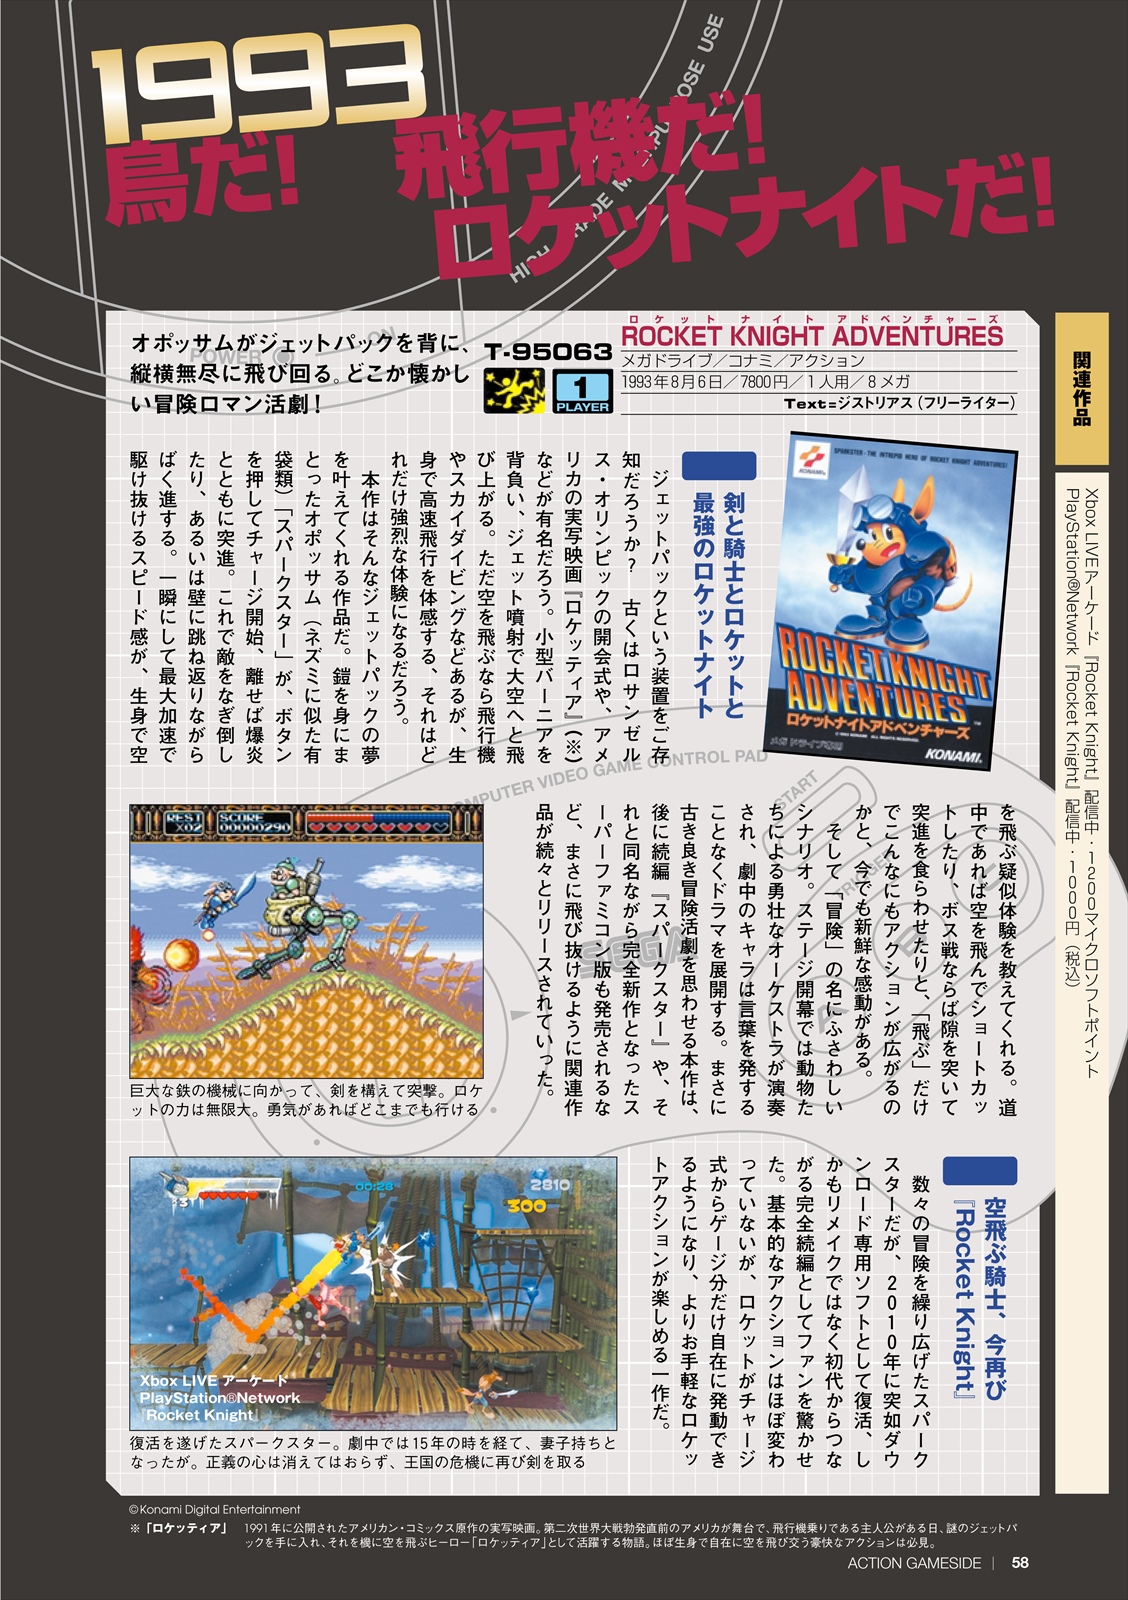 1993
鳥だ!　飛行機だ!
ロケットナイトだ!
HIGH GRADE MULTIPURPOSE USE
オポッサムがジェットパックを背に、
縦横無尽に飛び回る。どこか懐かし
い冒険ロマン活劇！
T-95063
1
PLAYER
ロケット ナイト アドベンチャーズ
ROCKET KNIGHT ADVENTURES
メガドライブ／コナミ／アクション
1993年8月6日／7800円／1人用／8メガ
Text=ジストリアス（フリーライター）
関連作品
Xbox LIVEアーケード『Rocket Knight』配信中・1200マイクロソフトポイント
PlayStation®Network『Rocket Knight』配信中・1000円（税込）
KONAMI
SPARKSTER - THE INTREPID HERO OF ROCKET KNIGHT ADVENTURES!
ROCKET KNIGHT
ADVENTURES
ロケットナイトアドベンチャーズ
メガドライブ専用
KONAMI
剣と騎士とロケットと
最強のロケットナイト
ジェットパックという装置をご存
知だろうか？　古くはロサンゼル
ス・オリンピックの開会式や、アメ
リカの実写映画『ロケッティア』（※）
などが有名だろう。小型バーニアを
背負い、ジェット噴射で大空へと飛
び上がる。ただ空を飛ぶなら飛行機
やスカイダイビングなどあるが、生
身で高速飛行を体感する、それはど
れだけ強烈な体験になるだろう。
本作はそんなジェットパックの夢
を叶えてくれる作品だ。鎧を身にま
とったオポッサム（ネズミに似た有
袋類）「スパークスター」が、ボタン
を押してチャージ開始、離せば爆炎
とともに突進。これで敵をなぎ倒し
たり、あるいは壁に跳ね返りながら
ばく進する。一瞬にして最大加速で
駆け抜けるスピード感が、生身で空
を飛ぶ疑似体験を教えてくれる。道
中であれば空を飛んでショートカッ
トしたり、ボス戦ならば隙を突いて
突進を食らわせたりと、「飛ぶ」だけ
でこんなにもアクションが広がるの
かと、今でも新鮮な感動がある。
そして「冒険」の名にふさわしい
シナリオ。ステージ開幕では動物た
ちによる勇壮なオーケストラが演奏
され、劇中のキャラは言葉を発する
ことなくドラマを展開する。まさに
古き良き冒険活劇を思わせる本作は、
後に続編『スパークスター』や、そ
れと同名ながら完全新作となったス
ーパーファミコン版も発売されるな
ど、まさに飛び抜けるように関連作
品が続々とリリースされていった。
REST
X02
SCORE
00000290
巨大な鉄の機械に向かって、剣を構えて突撃。ロケ
ットの力は無限大。勇気があればどこまでも行ける
空飛ぶ騎士、今再び
『Rocket Knight』
数々の冒険を繰り広げたスパーク
スターだが、2010年に突如ダウ
ンロード専用ソフトとして復活、し
かもリメイクではなく初代からつな
がる完全続編としてファンを驚かせ
た。基本的なアクションはほぼ変わ
っていないが、ロケットがチャージ
式からゲージ分だけ自在に発動でき
るようになり、よりお手軽なロケッ
トアクションが楽しめる一作だ。
00:28
2810
300
Xbox LIVE アーケード
PlayStation®Network
『Rocket Knight』
復活を遂げたスパークスター。劇中では15年の時を経て、妻子持ちと
なったが。正義の心は消えてはおらず、王国の危機に再び剣を取る
POWER
ON
COMPUTER VIDEO GAME CONTROL PAD
START
TRIGGER
A
B
SEGA
©Konami Digital Entertainment
※「ロケッティア」　1991年に公開されたアメリカン・コミックス原作の実写映画。第二次世界大戦勃発直前のアメリカが舞台で、飛行機乗りである主人公がある日、謎のジェットパ
ックを手に入れ、それを機に空を飛ぶヒーロー「ロケッティア」として活躍する物語。ほぼ生身で自在に空を飛び交う豪快なアクションは必見。
ACTION GAMESIDE | 58